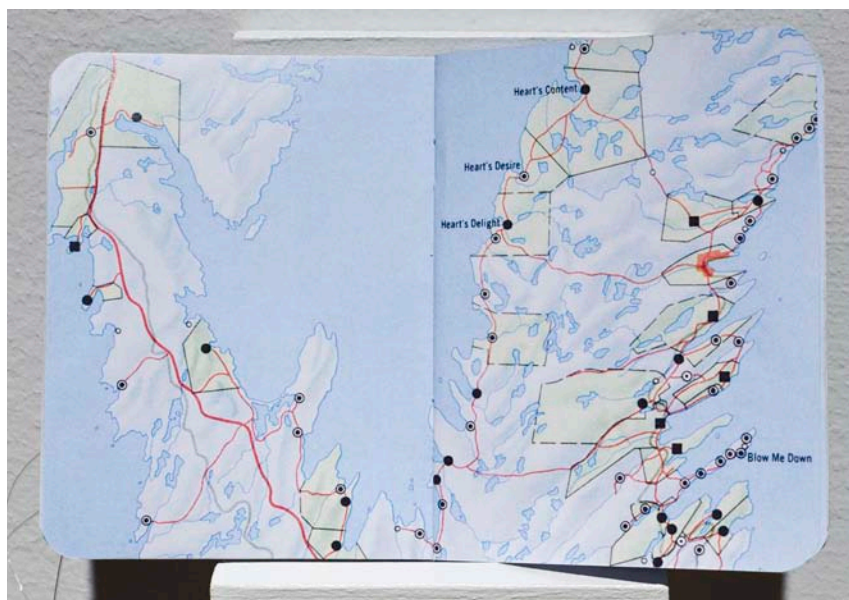 Heart's Content
Heart's Desire
Heart's Delight
Blow Me Down